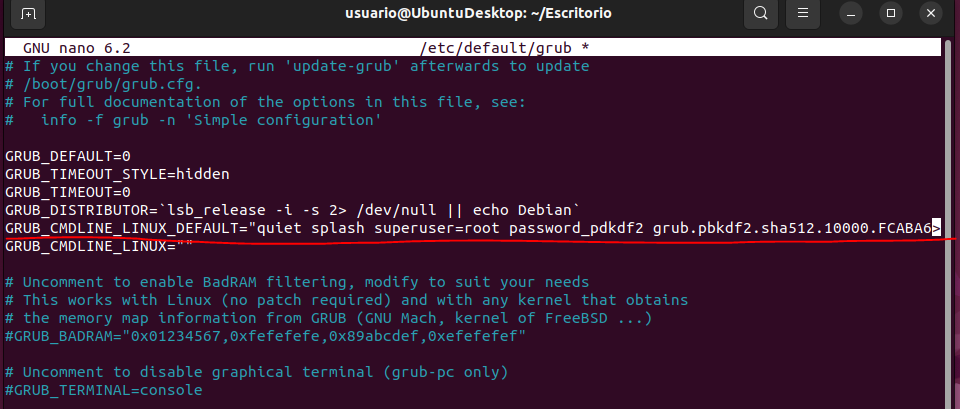 usuario@UbuntuDesktop: ~/Escritorio
GNU nano 6.2 /etc/default/grub *
# If you change this file, run 'update-grub' afterwards to update
# /boot/grub/grub.cfg.
# For full documentation of the options in this file, see:
#   info -f grub -n 'Simple configuration'
GRUB_DEFAULT=0
GRUB_TIMEOUT_STYLE=hidden
GRUB_TIMEOUT=0
GRUB_DISTRIBUTOR=`lsb_release -i -s 2> /dev/null || echo Debian`
GRUB_CMDLINE_LINUX_DEFAULT="quiet splash superuser=root password_pdkdf2 grub.pbkdf2.sha512.10000.FCABA6>
GRUB_CMDLINE_LINUX=""
# Uncomment to enable BadRAM filtering, modify to suit your needs
# This works with Linux (no patch required) and with any kernel that obtains
# the memory map information from GRUB (GNU Mach, kernel of FreeBSD ...)
#GRUB_BADRAM="0x01234567,0xfefefefe,0x89abcdef,0xefefefef"
# Uncomment to disable graphical terminal (grub-pc only)
#GRUB_TERMINAL=console